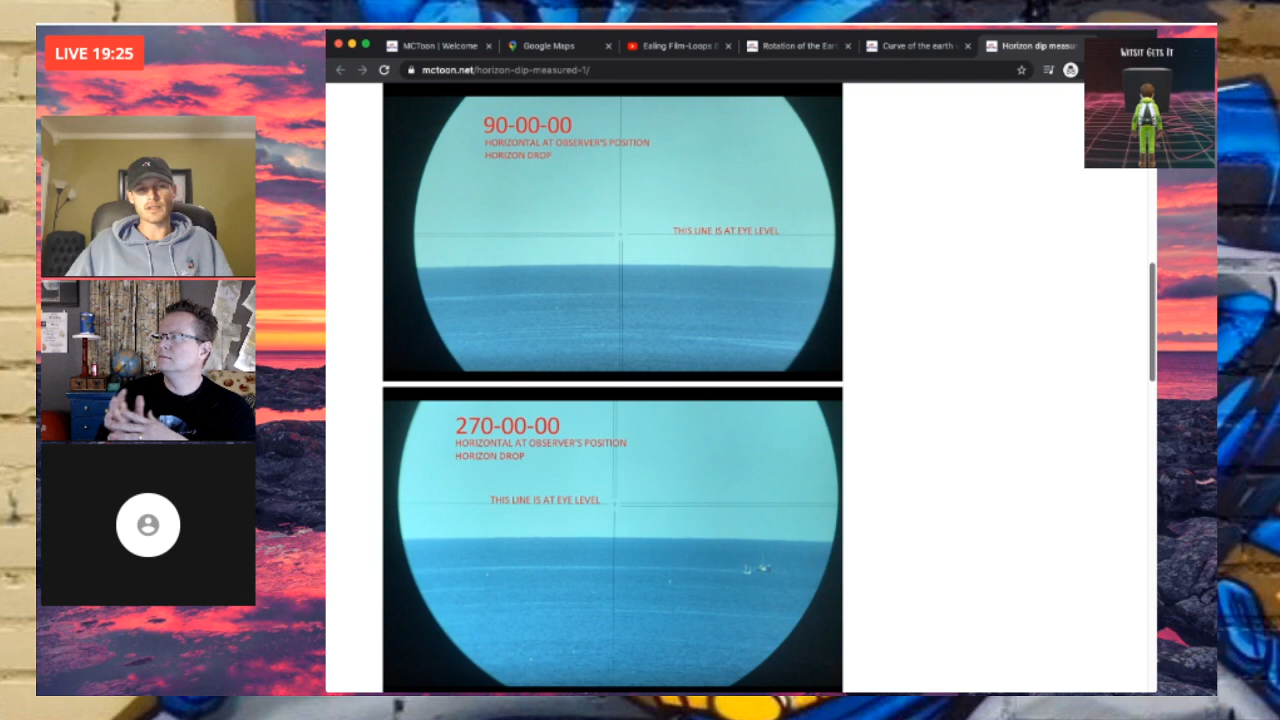 LIVE 19:25
MCToon | Welcome
Google Maps
Ealing Film-Loops
Rotation of the Ear
Curve of the earth
Horizon dip measu
mctoon.net/horizon-dip-measured-1/
WITSIT GETS IT
90-00-00
HORIZONTAL AT OBSERVER'S POSITION
HORIZON DROP
THIS LINE IS AT EYE LEVEL
270-00-00
HORIZONTAL AT OBSERVER'S POSITION
HORIZON DROP
THIS LINE IS AT EYE LEVEL